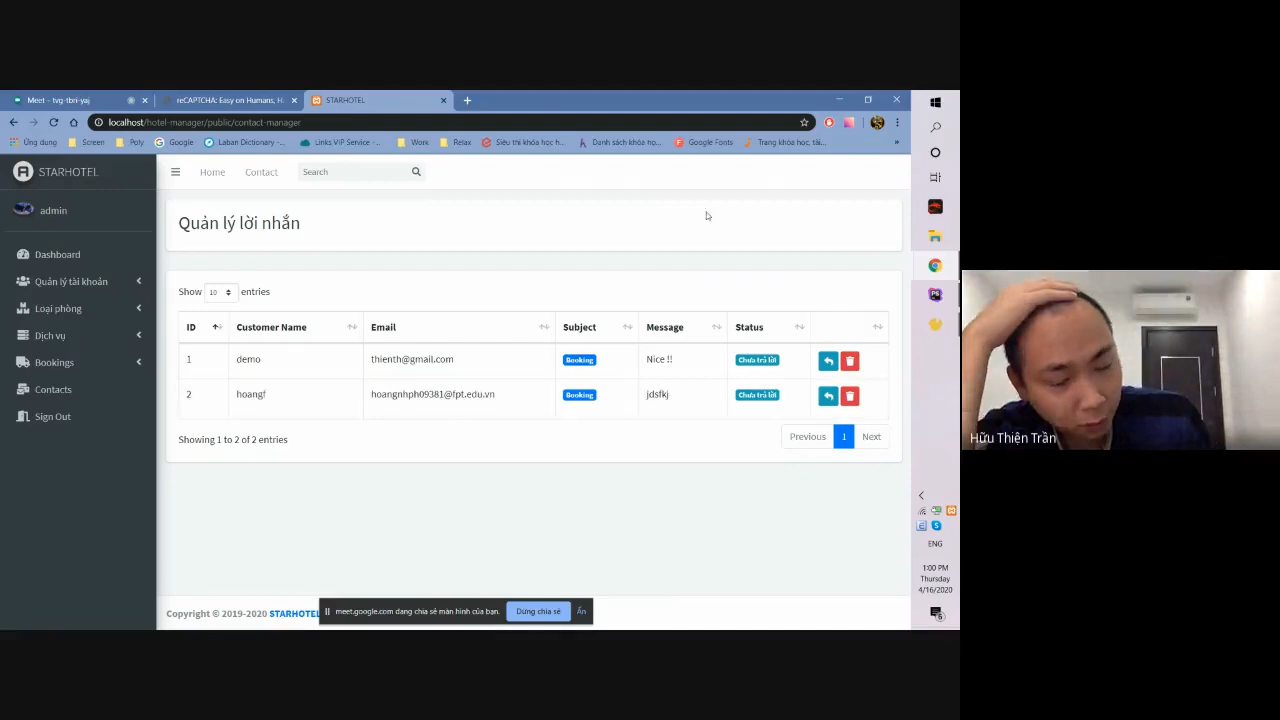 Meet - tvg-tbri-yaj
reCAPTCHA: Easy on Humans, H
STARHOTEL
localhost/hotel-manager/public/contact-manager
Ứng dụng Screen Poly Google Laban Dictionary -... Links VIP Service -... Work Relax Siêu thị khóa học h... Danh sách khóa họ... Google Fonts Trang khóa học, tài... »
STARHOTEL
Home Contact Search
admin
Quản lý lời nhắn
Dashboard
Quản lý tài khoản
Loại phòng
Dịch vụ
Bookings
Contacts
Sign Out
Show 10 entries
ID Customer Name Email Subject Message Status
1 demo thienth@gmail.com Booking Nice !! Chưa trả lời
2 hoangf hoangnhph09381@fpt.edu.vn Booking jdsfkj Chưa trả lời
Showing 1 to 2 of 2 entries
Previous 1 Next
Copyright © 2019-2020 STARHOTEL
meet.google.com đang chia sẻ màn hình của bạn. Dừng chia sẻ Ẩn
ENG
1:00 PM
Thursday
4/16/2020
Hữu Thiện Trần